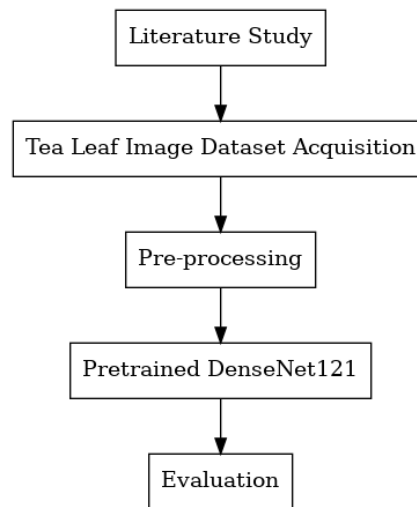 Literature Study
Tea Leaf Image Dataset Acquisition
Pre-processing
Pretrained DenseNet121
Evaluation